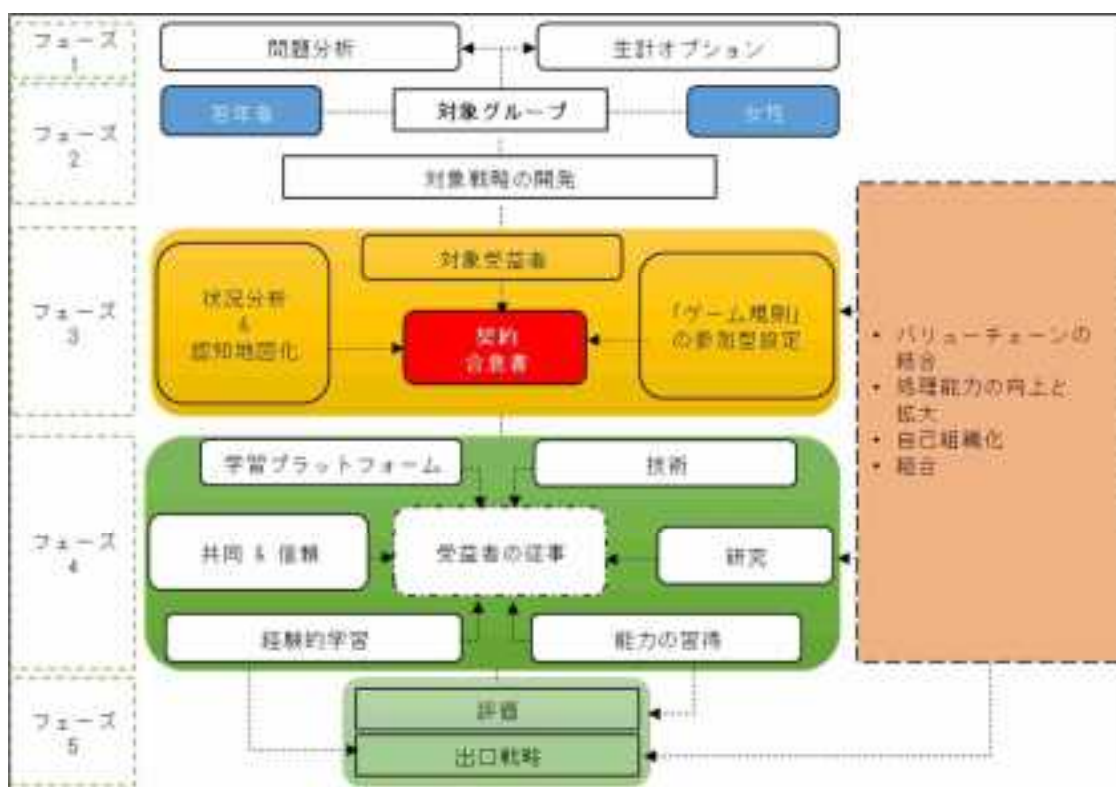 フェーズ
1
問題分析
生計オプション
フェーズ
2
若年者
対象グループ
女性
対象戦略の開発
フェーズ
3
対象受益者
状況分析
&
認知地図化
契約
合意書
「ゲーム規則」
の参加型設定
• バリューチェーンの
結合
• 処理能力の向上と
拡大
• 自己組織化
• 結合
フェーズ
4
学習プラットフォーム
技術
共同 & 信頼
受益者の従事
研究
経験的学習
能力の習得
フェーズ
5
評価
出口戦略